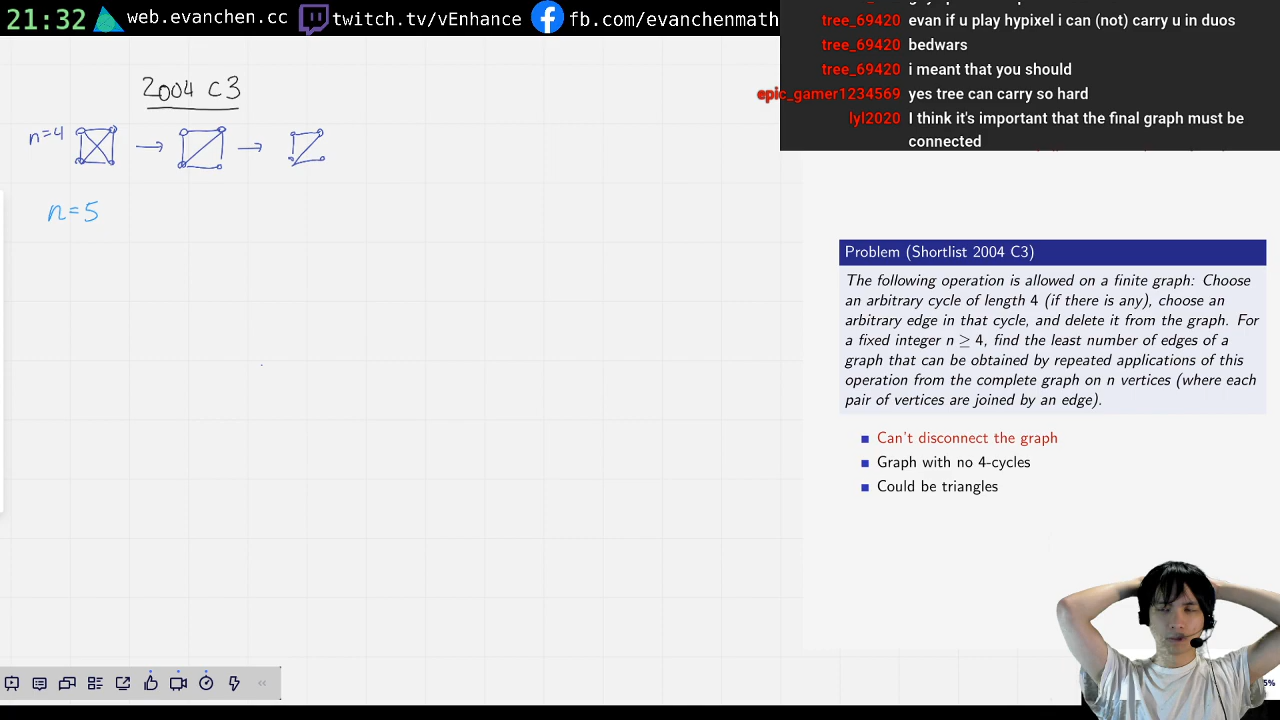 21:32 web.evanchen.cc twitch.tv/vEnhance fb.com/evanchenmath
tree_69420 evan if u play hypixel i can (not) carry u in duos
tree_69420 bedwars
tree_69420 i meant that you should
epic_gamer1234569 yes tree can carry so hard
lyl2020 I think it's important that the final graph must be
connected
2004 C3
n=4
n=5
Problem (Shortlist 2004 C3)
The following operation is allowed on a finite graph: Choose
an arbitrary cycle of length 4 (if there is any), choose an
arbitrary edge in that cycle, and delete it from the graph. For
a fixed integer n ≥ 4, find the least number of edges of a
graph that can be obtained by repeated applications of this
operation from the complete graph on n vertices (where each
pair of vertices are joined by an edge).
Can't disconnect the graph
Graph with no 4-cycles
Could be triangles